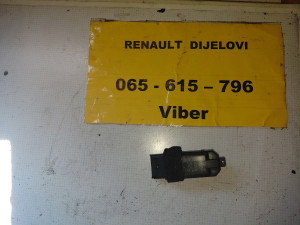 RENAULT DIJELOVI
065 - 615 – 796
Viber